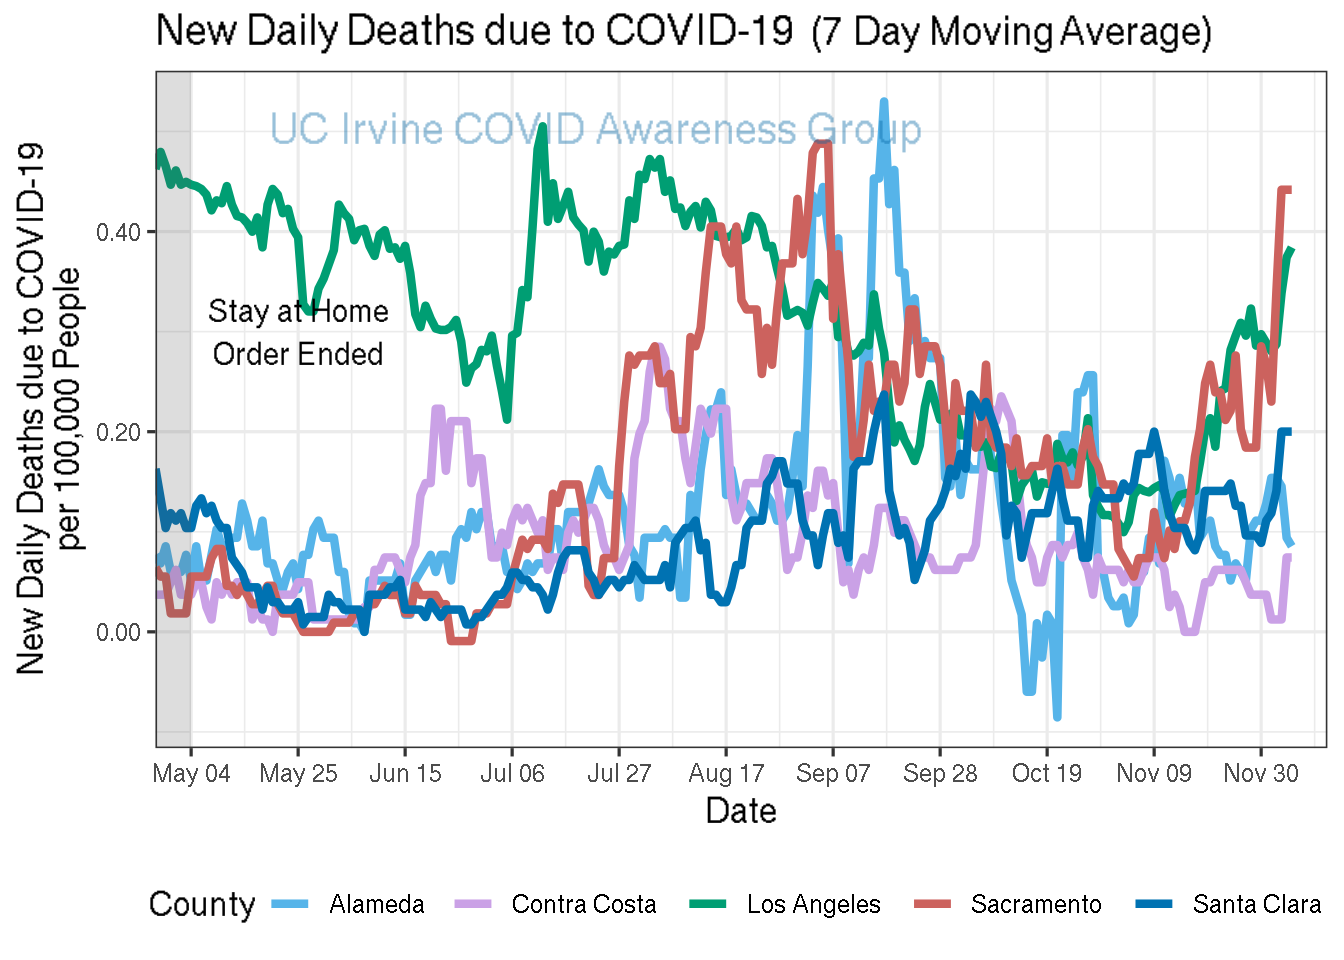 New Daily Deaths due to COVID-19 (7 Day Moving Average)
UC Irvine COVID Awareness Group
New Daily Deaths due to COVID-19
per 100,000 People
0.40
0.20
0.00
Stay at Home
Order Ended
May 04 May 25 Jun 15 Jul 06 Jul 27 Aug 17 Sep 07 Sep 28 Oct 19 Nov 09 Nov 30
Date
County Alameda Contra Costa Los Angeles Sacramento Santa Clara